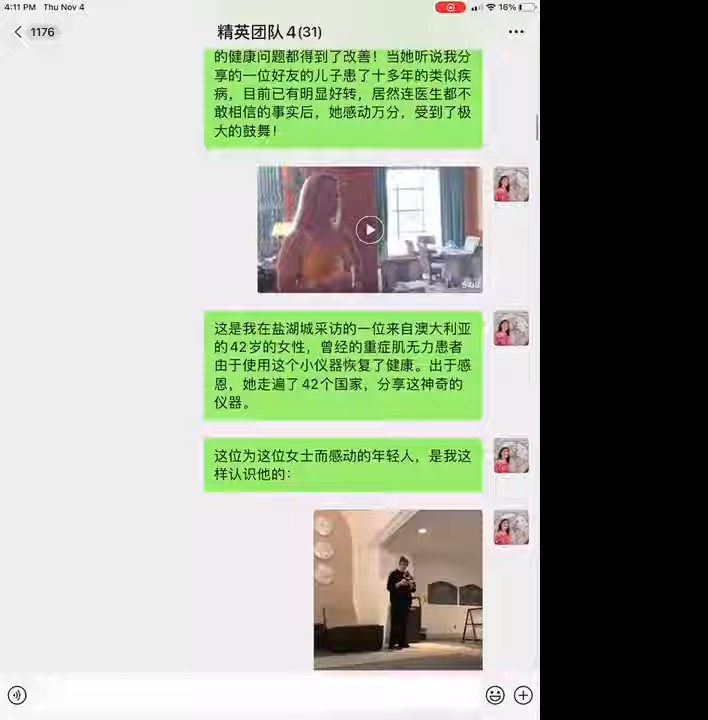 4:11 PM Thu Nov 4
16%
1176
精英团队4(31)
的健康问题都得到了改善！当她听说我分
享的一位好友的儿子患了十多年的类似疾
病，目前已有明显好转，居然连医生都不
敢相信的事实后，她感动万分，受到了极
大的鼓舞！
这是我在盐湖城采访的一位来自澳大利亚
的42岁的女性，曾经的重症肌无力患者
由于使用这个小仪器恢复了健康。出于感
恩，她走遍了42个国家，分享这神奇的
仪器。
这位为这位女士而感动的年轻人，是我这
样认识他的：